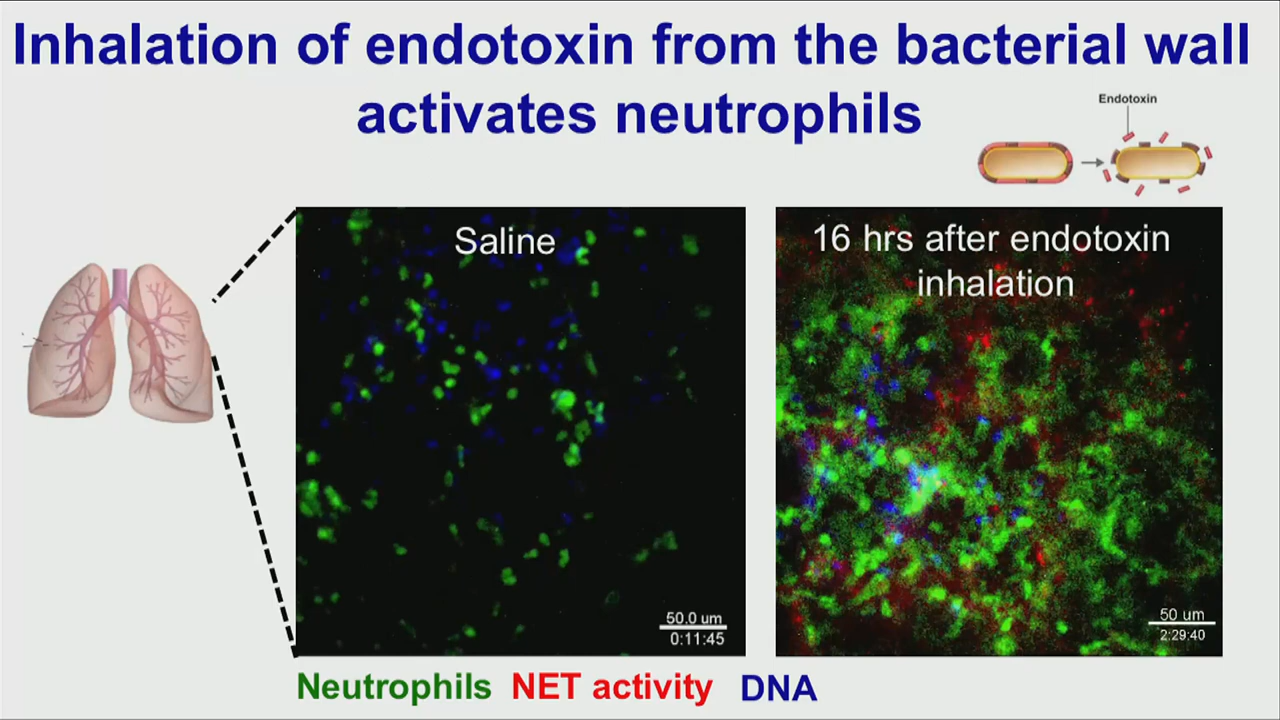 Inhalation of endotoxin from the bacterial wall
activates neutrophils
Endotoxin
Saline
50.0 um
0:11:45
16 hrs after endotoxin
inhalation
50 um
2:29:40
Neutrophils NET activity DNA